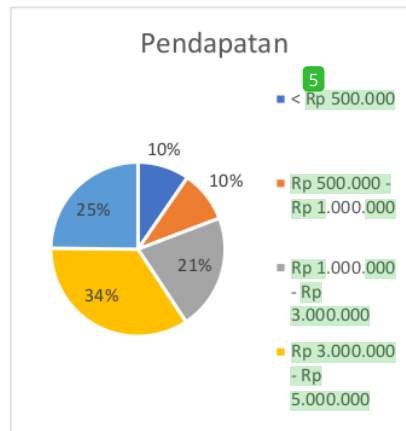 Pendapatan
5
< Rp 500.000
10%
10%
Rp 500.000 -
Rp 1.000.000
25%
21%
Rp 1.000.000
- Rp
3.000.000
34%
Rp 3.000.000
- Rp
5.000.000